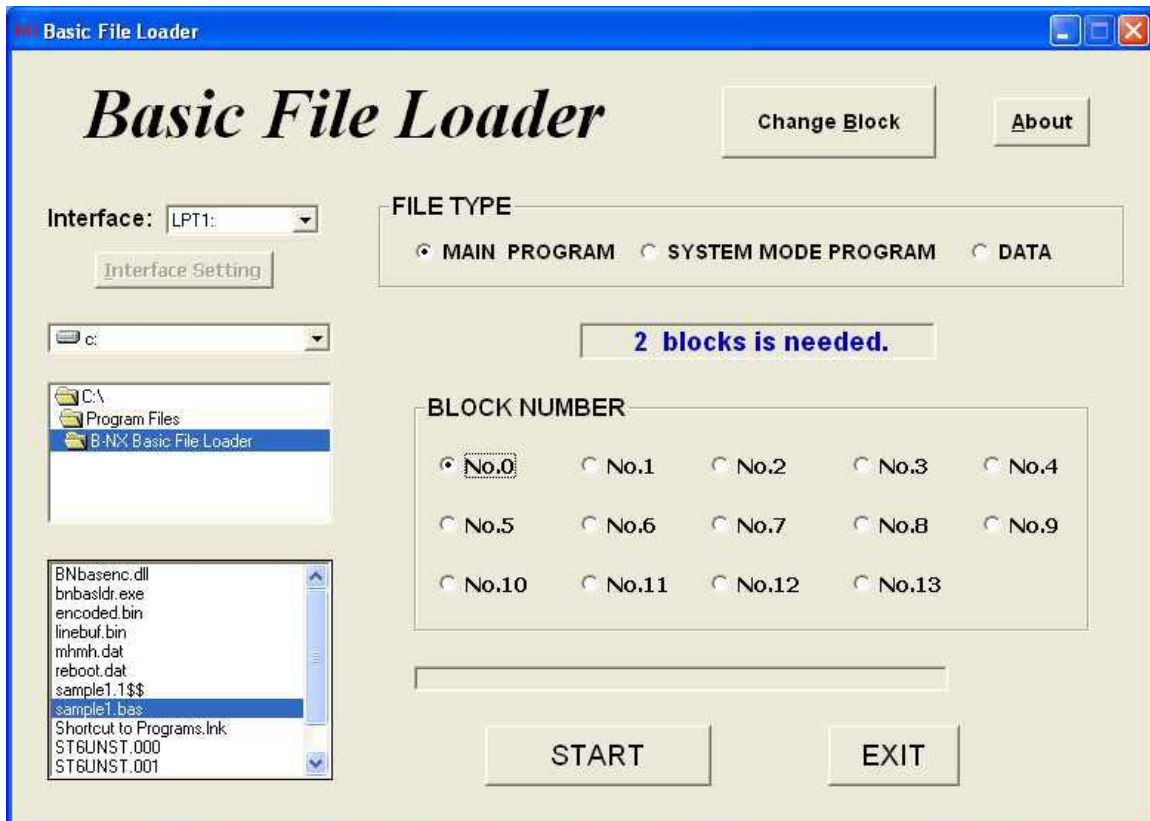 Basic File Loader
Basic File Loader
Change Block
About
Interface: LPT1:
Interface Setting
FILE TYPE
MAIN PROGRAM SYSTEM MODE PROGRAM DATA
c:
2 blocks is needed.
C:\
Program Files
B-NX Basic File Loader
BLOCK NUMBER
No.0 No.1 No.2 No.3 No.4
No.5 No.6 No.7 No.8 No.9
No.10 No.11 No.12 No.13
BNbasenc.dll
bnbasldr.exe
encoded.bin
linebuf.bin
mhmh.dat
reboot.dat
sample1.1$$
sample1.bas
Shortcut to Programs.lnk
ST6UNST.000
ST6UNST.001
START
EXIT